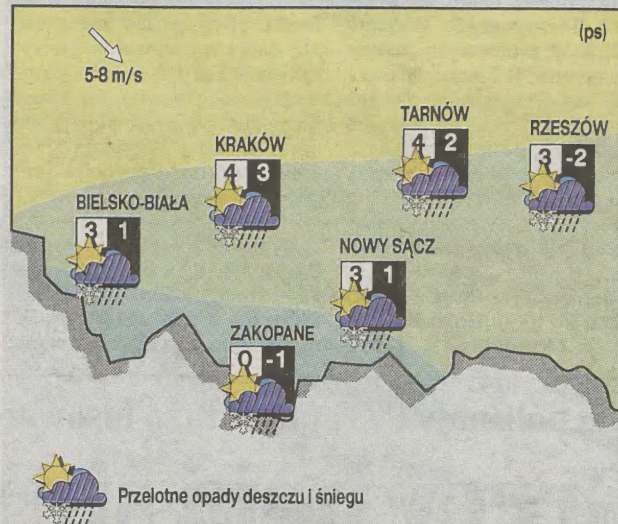 (ps)
5-8 m/s
TARNÓW
4 2
RZESZÓW
3 -2
KRAKÓW
4 3
BIELSKO-BIAŁA
3 1
NOWY SĄCZ
3 1
ZAKOPANE
0 -1
Przelotne opady deszczu i śniegu